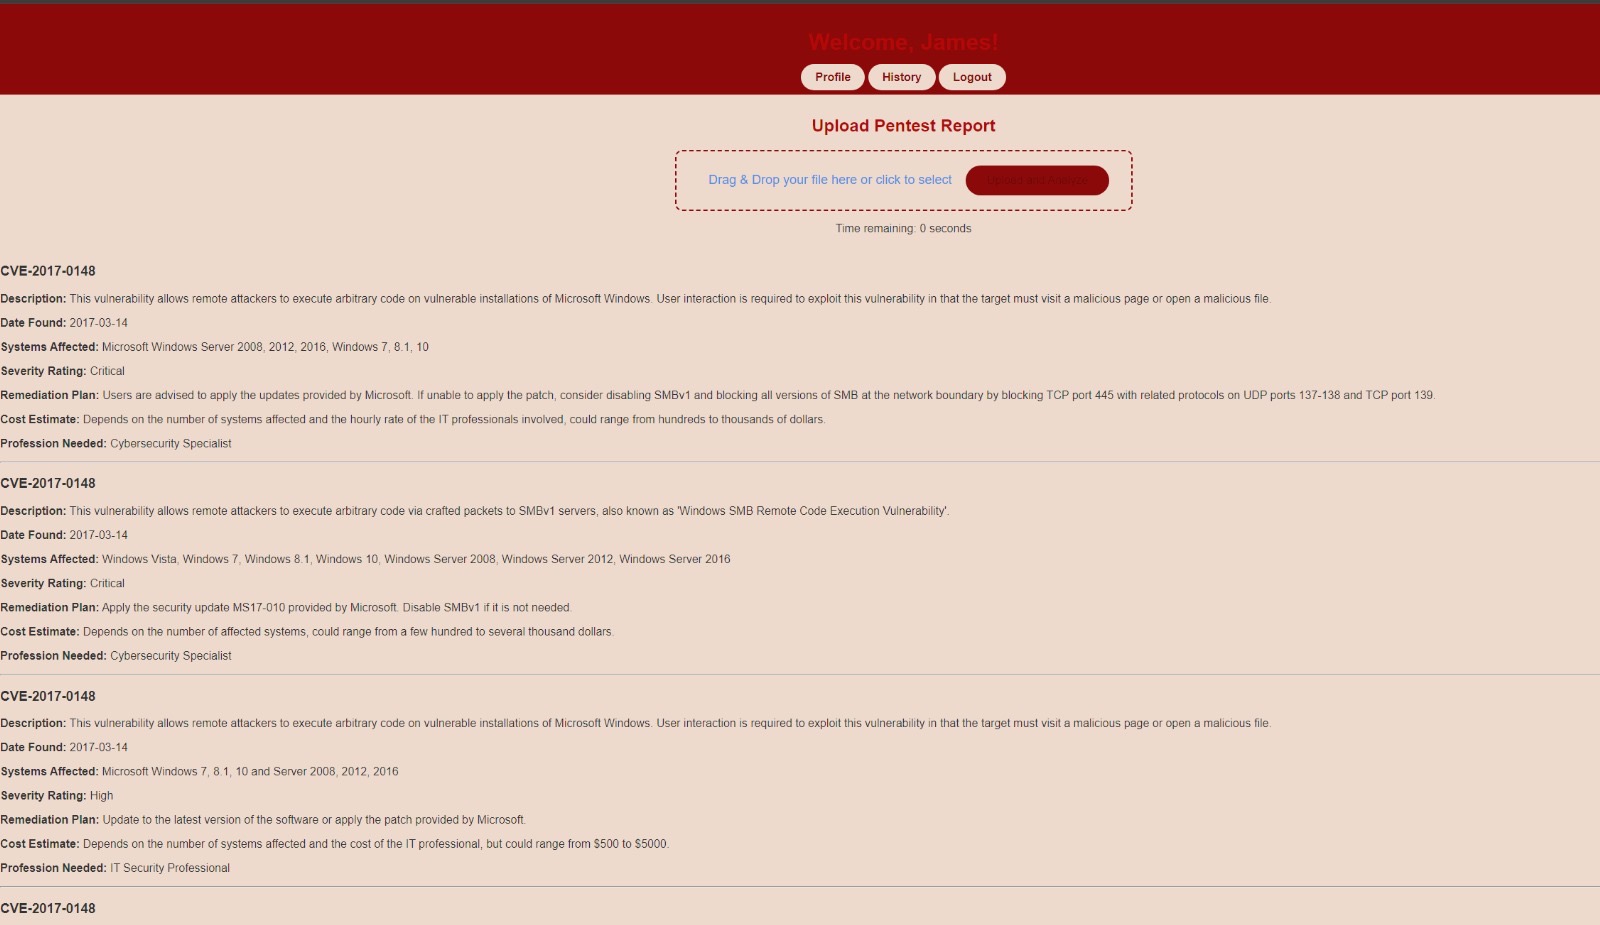 Welcome, James!
Profile History Logout
Upload Pentest Report
Drag & Drop your file here or click to select Upload and Analyze
Time remaining: 0 seconds
CVE-2017-0148
Description: This vulnerability allows remote attackers to execute arbitrary code on vulnerable installations of Microsoft Windows. User interaction is required to exploit this vulnerability in that the target must visit a malicious page or open a malicious file.
Date Found: 2017-03-14
Systems Affected: Microsoft Windows Server 2008, 2012, 2016, Windows 7, 8.1, 10
Severity Rating: Critical
Remediation Plan: Users are advised to apply the updates provided by Microsoft. If unable to apply the patch, consider disabling SMBv1 and blocking all versions of SMB at the network boundary by blocking TCP port 445 with related protocols on UDP ports 137-138 and TCP port 139.
Cost Estimate: Depends on the number of systems affected and the hourly rate of the IT professionals involved, could range from hundreds to thousands of dollars.
Profession Needed: Cybersecurity Specialist
CVE-2017-0148
Description: This vulnerability allows remote attackers to execute arbitrary code via crafted packets to SMBv1 servers, also known as 'Windows SMB Remote Code Execution Vulnerability'.
Date Found: 2017-03-14
Systems Affected: Windows Vista, Windows 7, Windows 8.1, Windows 10, Windows Server 2008, Windows Server 2012, Windows Server 2016
Severity Rating: Critical
Remediation Plan: Apply the security update MS17-010 provided by Microsoft. Disable SMBv1 if it is not needed.
Cost Estimate: Depends on the number of affected systems, could range from a few hundred to several thousand dollars.
Profession Needed: Cybersecurity Specialist
CVE-2017-0148
Description: This vulnerability allows remote attackers to execute arbitrary code on vulnerable installations of Microsoft Windows. User interaction is required to exploit this vulnerability in that the target must visit a malicious page or open a malicious file.
Date Found: 2017-03-14
Systems Affected: Microsoft Windows 7, 8.1, 10 and Server 2008, 2012, 2016
Severity Rating: High
Remediation Plan: Update to the latest version of the software or apply the patch provided by Microsoft.
Cost Estimate: Depends on the number of systems affected and the cost of the IT professional, but could range from $500 to $5000.
Profession Needed: IT Security Professional
CVE-2017-0148